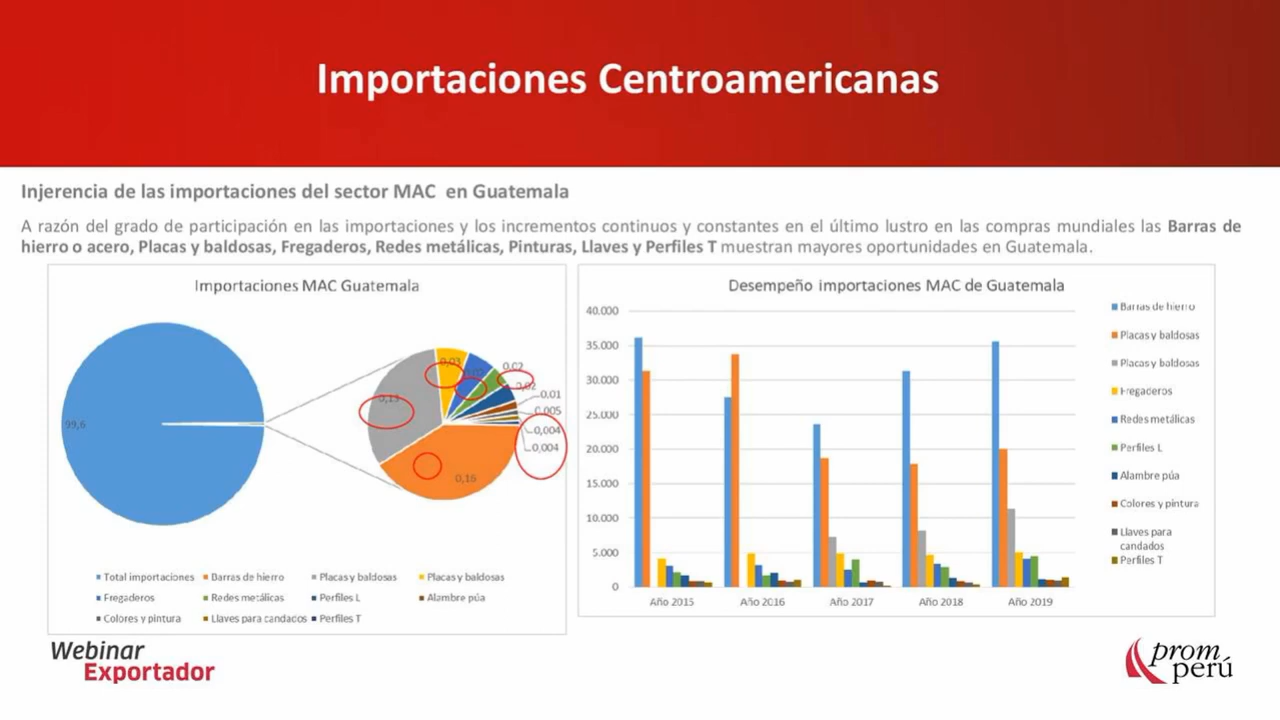 Importaciones Centroamericanas
Injerencia de las importaciones del sector MAC en Guatemala
A razón del grado de participación en las importaciones y los incrementos continuos y constantes en el último lustro en las compras mundiales las Barras de
hierro o acero, Placas y baldosas, Fregaderos, Redes metálicas, Pinturas, Llaves y Perfiles T muestran mayores oportunidades en Guatemala.
Importaciones MAC Guatemala
99,6
0,13
0,03
0,02
0,02
0,01
0,005
0,004
0,004
0,16
Total importaciones
Barras de hierro
Placas y baldosas
Placas y baldosas
Fregaderos
Redes metálicas
Perfiles L
Alambre púa
Colores y pintura
Llaves para candados
Perfiles T
Desempeño importaciones MAC de Guatemala
40.000
35.000
30.000
25.000
20.000
15.000
10.000
5.000
0
Año 2015
Año 2016
Año 2017
Año 2018
Año 2019
Barras de hierro
Placas y baldosas
Placas y baldosas
Fregaderos
Redes metálicas
Perfiles L
Alambre púa
Colores y pintura
Llaves para
candados
Perfiles T
Webinar
Exportador
prom
perú